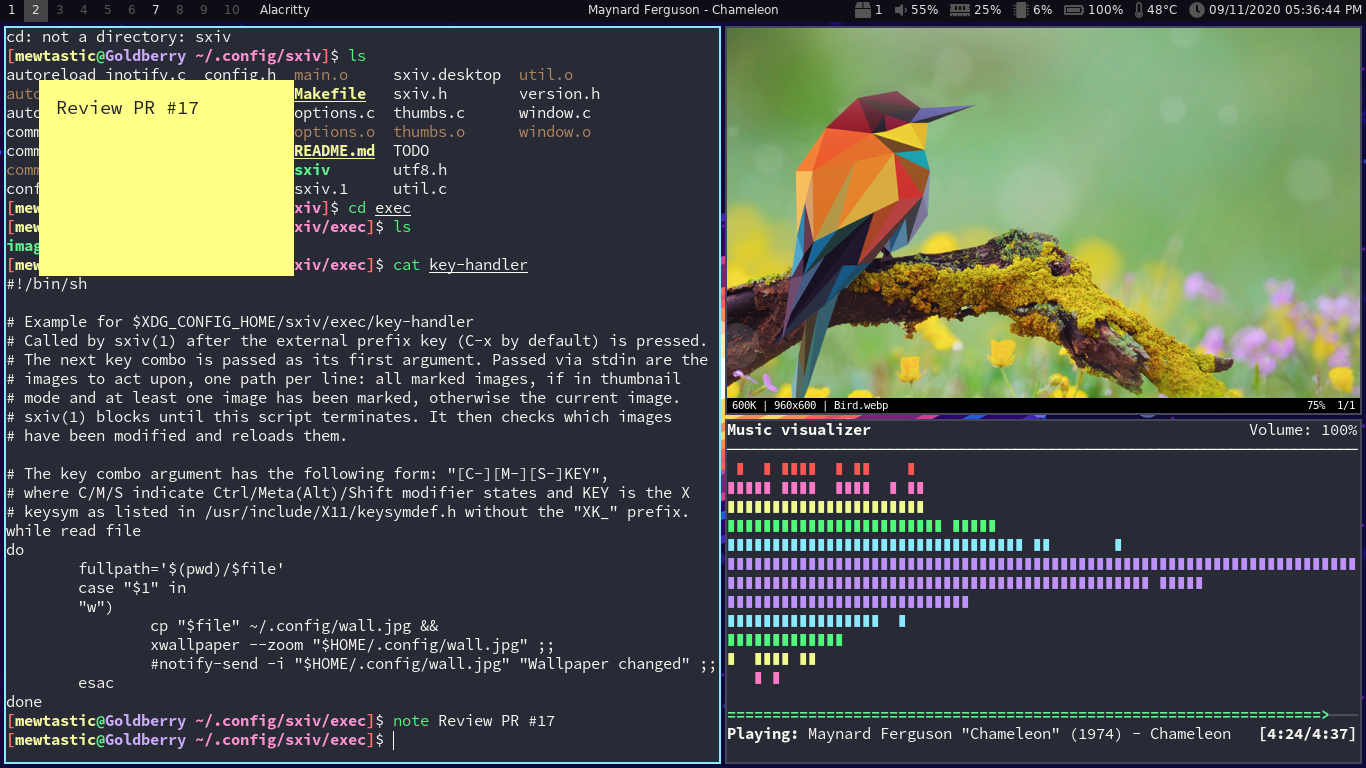 1 2 3 4 5 6 7 8 9 10 Alacritty Maynard Ferguson - Chameleon 1 55% 25% 6% 100% 48°C 09/11/2020 05:36:44 PM
cd: not a directory: sxiv
[mewtastic@Goldberry ~/.config/sxiv]$ ls
autoreload_inotify.c config.h main.o sxiv.desktop util.o
auto Makefile sxiv.h version.h
auto options.c thumbs.c window.c
comm options.o thumbs.o window.o
comm README.md TODO
comm sxiv utf8.h
conf sxiv.1 util.c
[mew xiv]$ cd exec
[mew xiv/exec]$ ls
imag
[mew xiv/exec]$ cat key-handler
Review PR #17
#!/bin/sh
# Example for $XDG_CONFIG_HOME/sxiv/exec/key-handler
# Called by sxiv(1) after the external prefix key (C-x by default) is pressed.
# The next key combo is passed as its first argument. Passed via stdin are the
# images to act upon, one path per line: all marked images, if in thumbnail
# mode and at least one image has been marked, otherwise the current image.
# sxiv(1) blocks until this script terminates. It then checks which images
# have been modified and reloads them.
# The key combo argument has the following form: "[C-][M-][S-]KEY",
# where C/M/S indicate Ctrl/Meta(Alt)/Shift modifier states and KEY is the X
# keysym as listed in /usr/include/X11/keysymdef.h without the "XK_" prefix.
while read file
do
fullpath='$(pwd)/$file'
case "$1" in
"w")
cp "$file" ~/.config/wall.jpg &&
xwallpaper --zoom "$HOME/.config/wall.jpg" ;;
#notify-send -i "$HOME/.config/wall.jpg" "Wallpaper changed" ;;
esac
done
[mewtastic@Goldberry ~/.config/sxiv/exec]$ note Review PR #17
[mewtastic@Goldberry ~/.config/sxiv/exec]$
600K | 960x600 | Bird.webp 75% 1/1
Music visualizer Volume: 100%
Playing: Maynard Ferguson "Chameleon" (1974) - Chameleon [4:24/4:37]